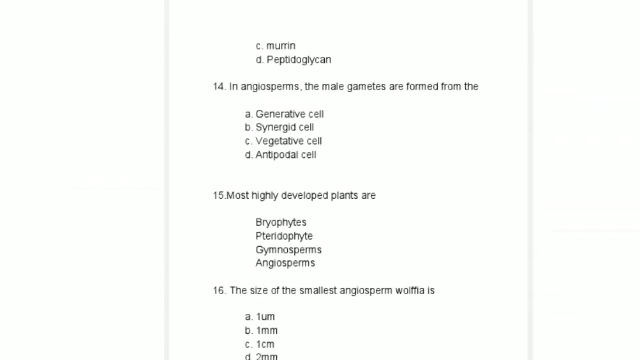 c. murrin
d. Peptidoglycan
14. In angiosperms, the male gametes are formed from the
a. Generative cell
b. Synergid cell
c. Vegetative cell
d. Antipodal cell
15.Most highly developed plants are
Bryophytes
Pteridophyte
Gymnosperms
Angiosperms
16. The size of the smallest angiosperm wolffia is
a. 1um
b. 1mm
c. 1cm
d. 2mm